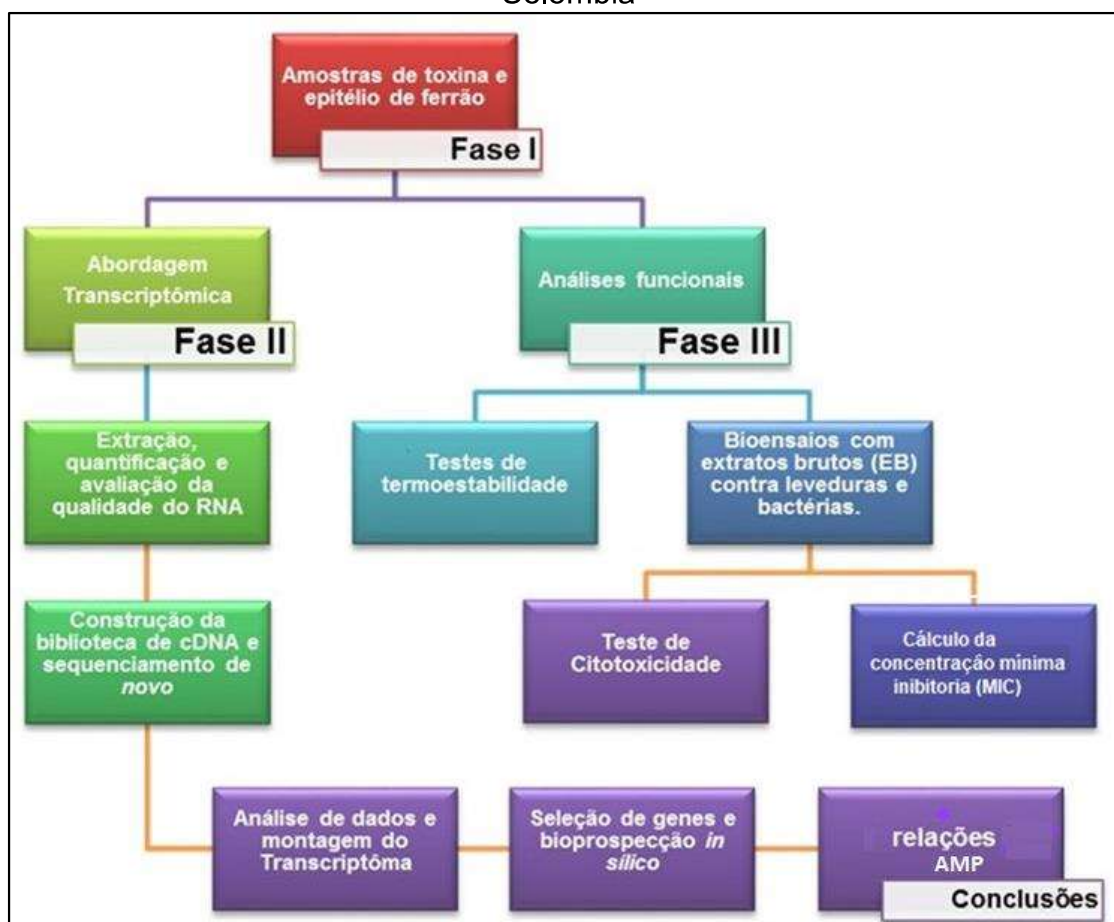 Colômbia
Amostras de toxina e
epitélio de ferrão
Fase I
Abordagem
Transcriptômica
Fase II
Análises funcionais
Fase III
Extração,
quantificação e
avaliação da
qualidade do RNA
Testes de
termoestabilidade
Bioensaios com
extratos brutos (EB)
contra leveduras e
bactérias.
Construção da
biblioteca de cDNA e
sequenciamento de
novo
Teste de
Citotoxicidade
Cálculo da
concentração mínima
inibitoria (MIC)
Análise de dados e
montagem do
Transcriptôma
Seleção de genes e
bioprospecção in
sílico
relações
AMP
Conclusões